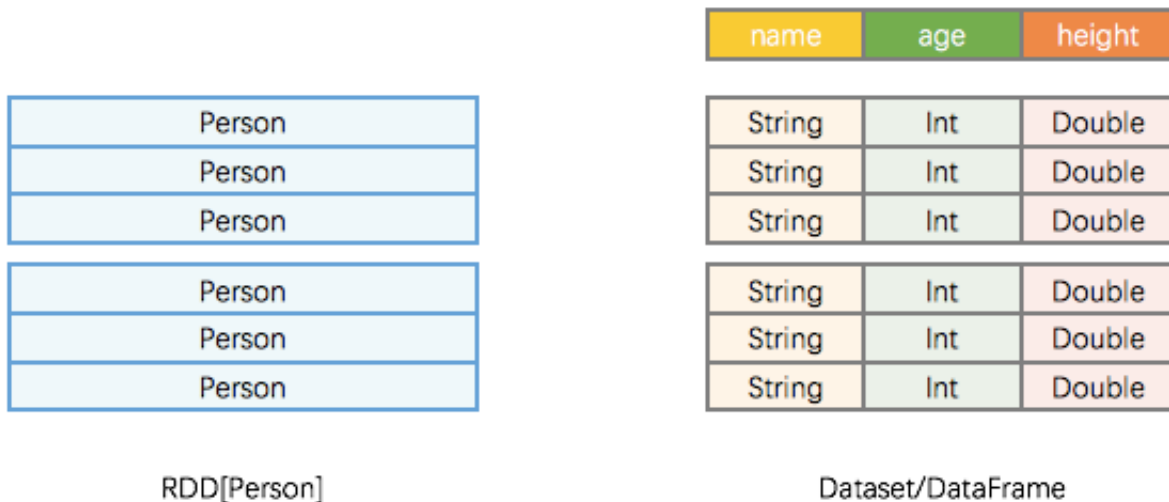 name age height
Person String Int Double
Person String Int Double
Person String Int Double
Person String Int Double
Person String Int Double
Person String Int Double
RDD[Person] Dataset/DataFrame